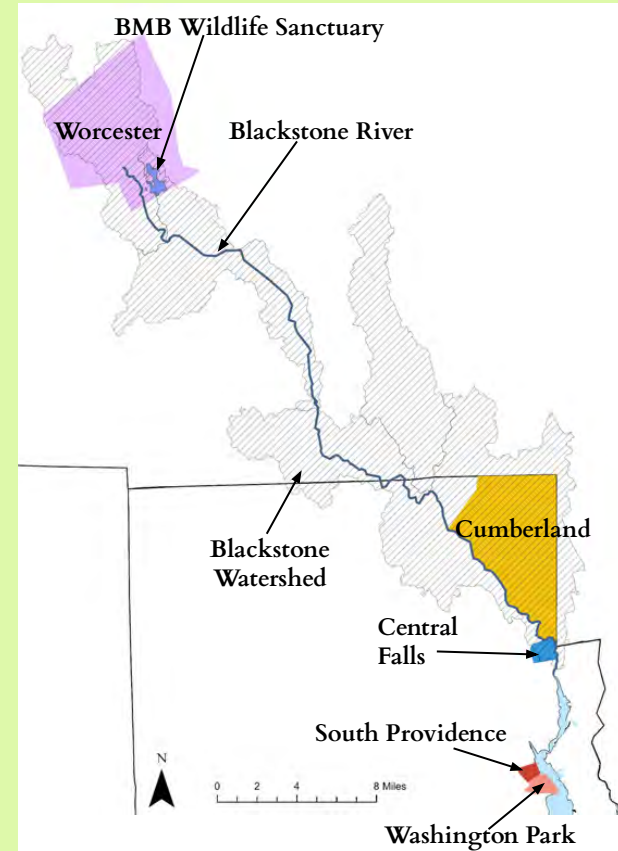 BMB Wildlife Sanctuary
Worcester
Blackstone River
Cumberland
Blackstone
Watershed
Central
Falls
South Providence
N
0 2 4 8 Miles
Washington Park